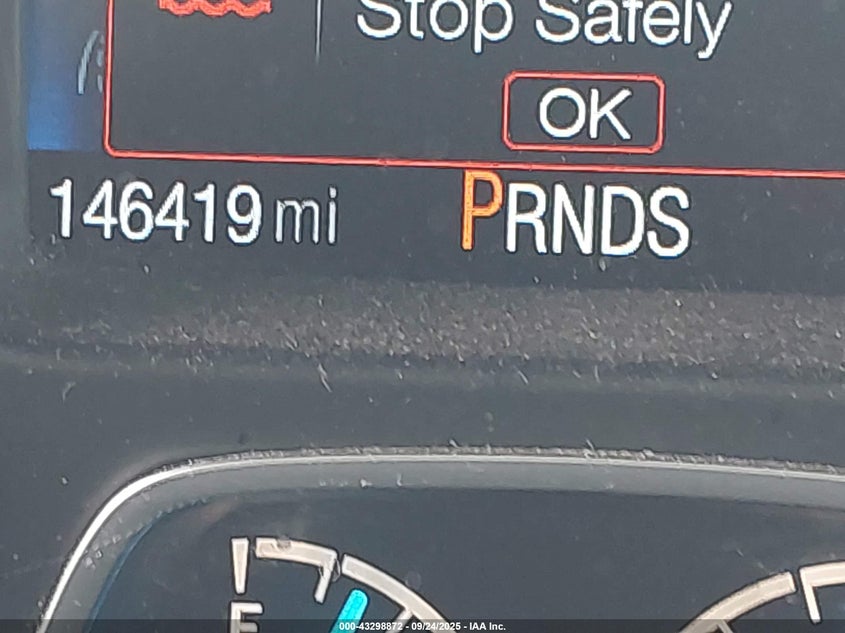 Stop Safely
OK
146419 mi PRNDS
E
000-43298872 - 09/24/2025 - IAA Inc.